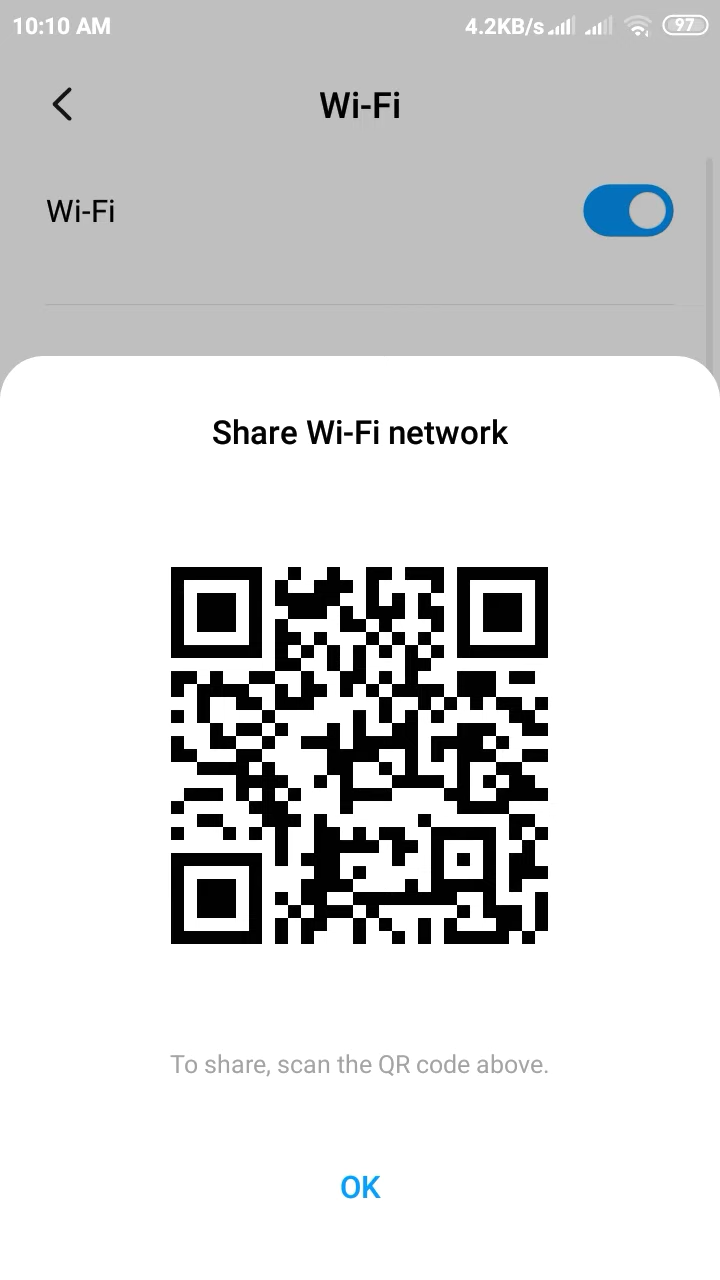 10:10 AM 4.2KB/s 97
Wi-Fi
Wi-Fi
Share Wi-Fi network
To share, scan the QR code above.
OK